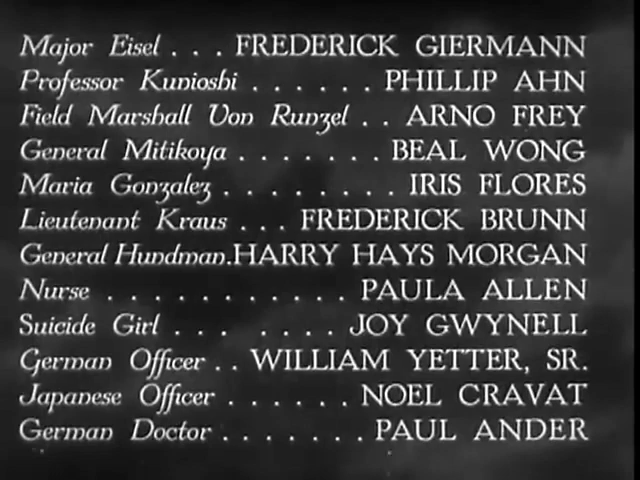 Major Eisel . . . FREDERICK GIERMANN
Professor Kunioshi . . . . . . PHILLIP AHN
Field Marshall Von Runzel . . ARNO FREY
General Mitikoya . . . . . . . BEAL WONG
Maria Gonzalez . . . . . . . . IRIS FLORES
Lieutenant Kraus . . . FREDERICK BRUNN
General Hundman.HARRY HAYS MORGAN
Nurse . . . . . . . . . . . PAULA ALLEN
Suicide Girl . . . . . . . JOY GWYNELL
German Officer . . WILLIAM YETTER, SR.
Japanese Officer . . . . . . NOEL CRAVAT
German Doctor . . . . . . . PAUL ANDER